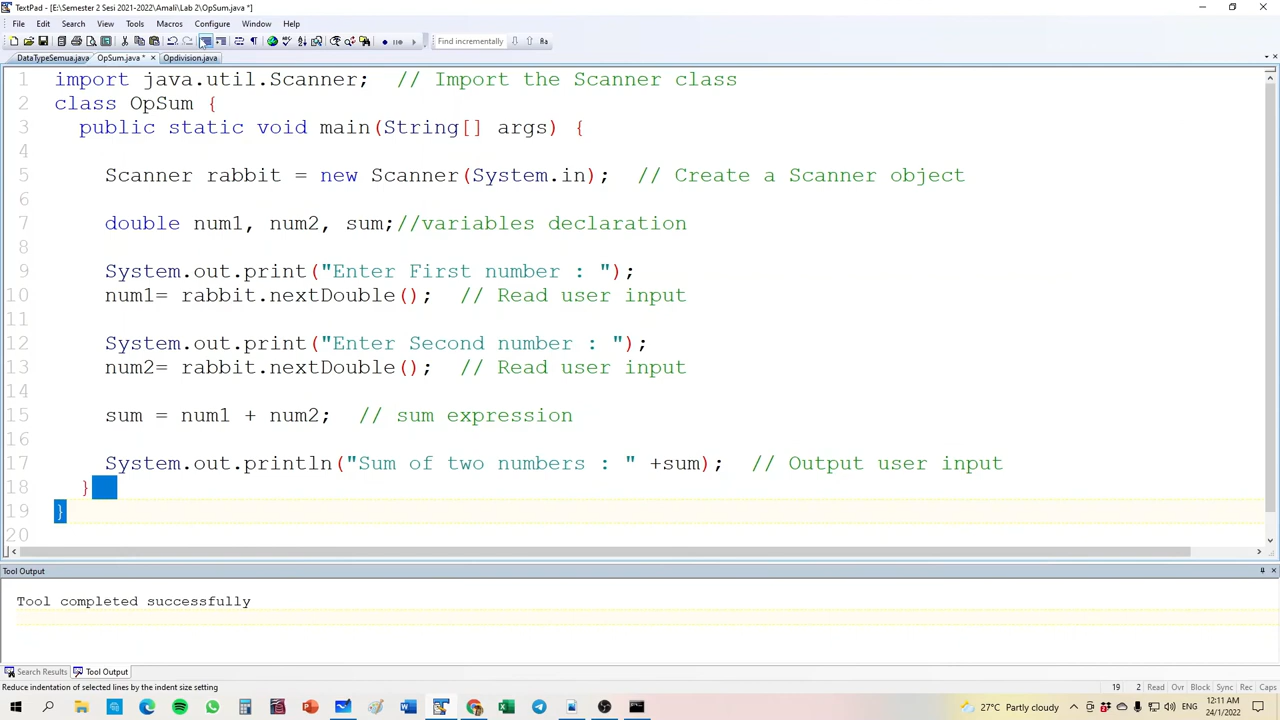 TextPad - [E:\Semester 2 Sesi 2021-2022\Amali\Lab 2\OpSum.java *]
File Edit Search View Tools Macros Configure Window Help
Find incrementally
DataTypeSemua.java OpSum.java * × Opdivision.java
1 import java.util.Scanner;  // Import the Scanner class
2 class OpSum {
3   public static void main(String[] args) {
4
5     Scanner rabbit = new Scanner(System.in);  // Create a Scanner object
6
7     double num1, num2, sum;//variables declaration
8
9     System.out.print("Enter First number : ");
10     num1= rabbit.nextDouble();  // Read user input
11
12     System.out.print("Enter Second number : ");
13     num2= rabbit.nextDouble();  // Read user input
14
15     sum = num1 + num2;  // sum expression
16
17     System.out.println("Sum of two numbers : " +sum);  // Output user input
18   }
19 }
20
Tool Output
Tool completed successfully
Search Results Tool Output
Reduce indentation of selected lines by the indent size setting 19 2 Read Ovr Block Sync Rec Caps
27°C Partly cloudy ENG 12:11 AM
24/1/2022